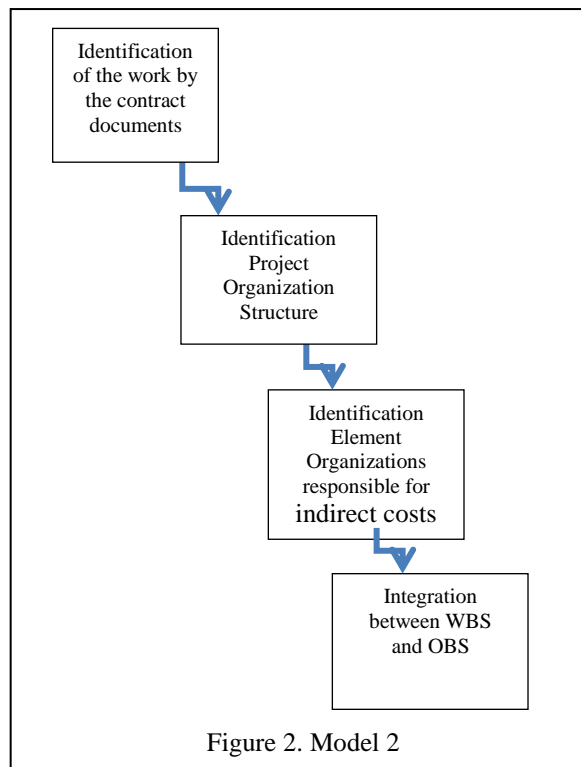 Identification
of the work by
the contract
documents
Identification
Project
Organization
Structure
Identification
Element
Organizations
responsible for
indirect costs
Integration
between WBS
and OBS
Figure 2. Model 2